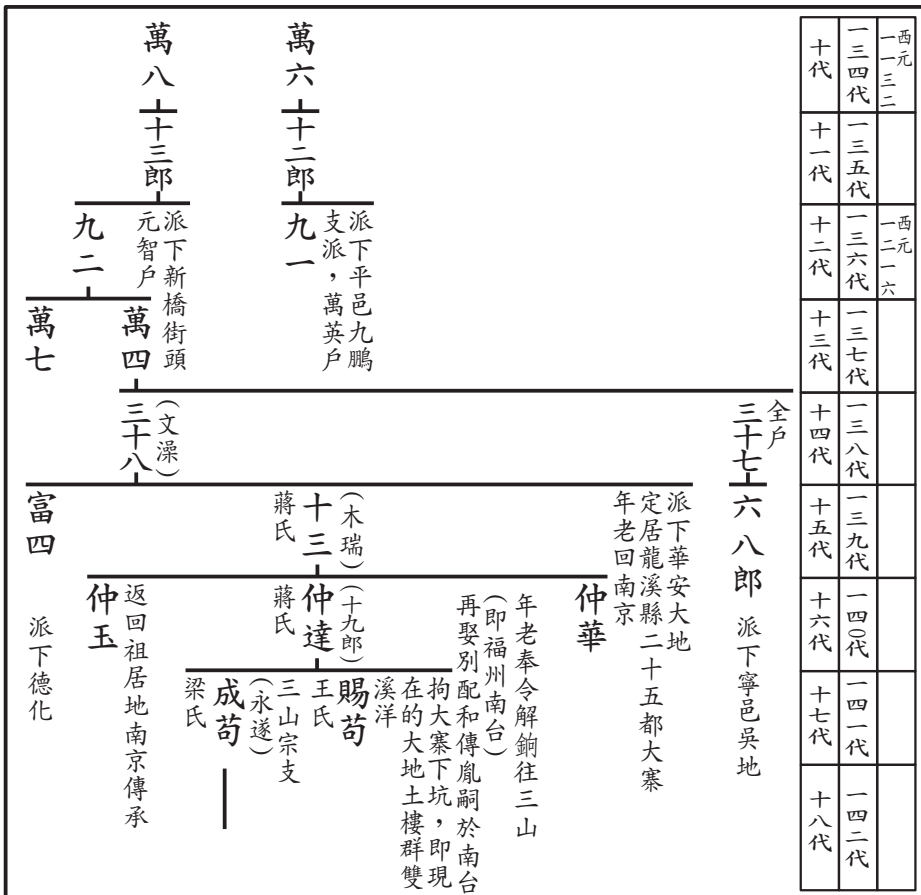 西元一一三二
一三四代
十代
一三五代
十一代
西元一二一六
一三六代
十二代
一三七代
十三代
一三八代
十四代
一三九代
十五代
一四〇代
十六代
一四一代
十七代
一四二代
十八代
萬六
十二郎
九一
派下平邑九鵬
支派，萬英戶
萬八
十三郎
派下新橋街頭
元智戶
九二
萬四
萬七
仝戶
三十七
六八郎
派下寧邑吳地
(文澡)
三十八
派下華安大地
定居龍溪縣二十五都大寨
年老回南京
(木瑞)
十三
蔣氏
富四
派下德化
仲華
年老奉令解餉往三山
(即福州南台)
再娶別配和傳胤嗣於南台
(十九郎)
仲達
蔣氏
返回祖居地南京傳承
仲玉
拘大寨下坑，即現
在的大地土樓群雙
溪洋
賜苟
王氏
三山宗支
(永遂)
成苟
梁氏